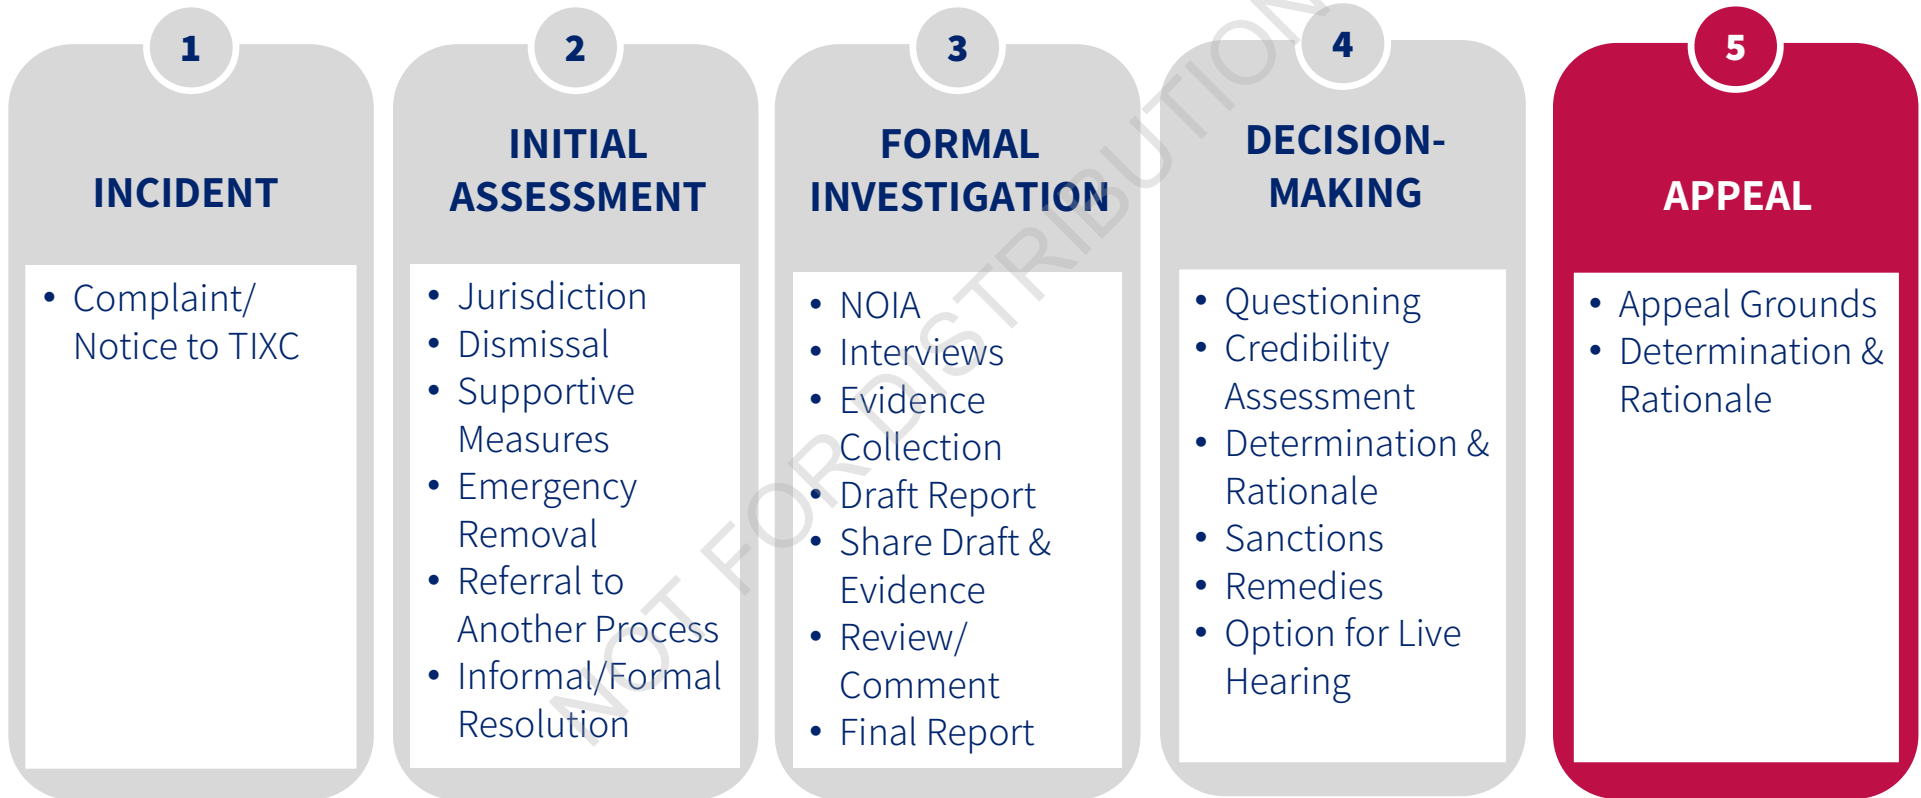 1
INCIDENT
• Complaint/
Notice to TIXC
2
INITIAL
ASSESSMENT
• Jurisdiction
• Dismissal
• Supportive
Measures
• Emergency
Removal
• Referral to
Another Process
• Informal/Formal
Resolution
3
FORMAL
INVESTIGATION
• NOIA
• Interviews
• Evidence
Collection
• Draft Report
• Share Draft &
Evidence
• Review/
Comment
• Final Report
4
DECISION-
MAKING
• Questioning
• Credibility
Assessment
• Determination &
Rationale
• Sanctions
• Remedies
• Option for Live
Hearing
5
APPEAL
• Appeal Grounds
• Determination &
Rationale
NOT FOR DISTRIBUTION